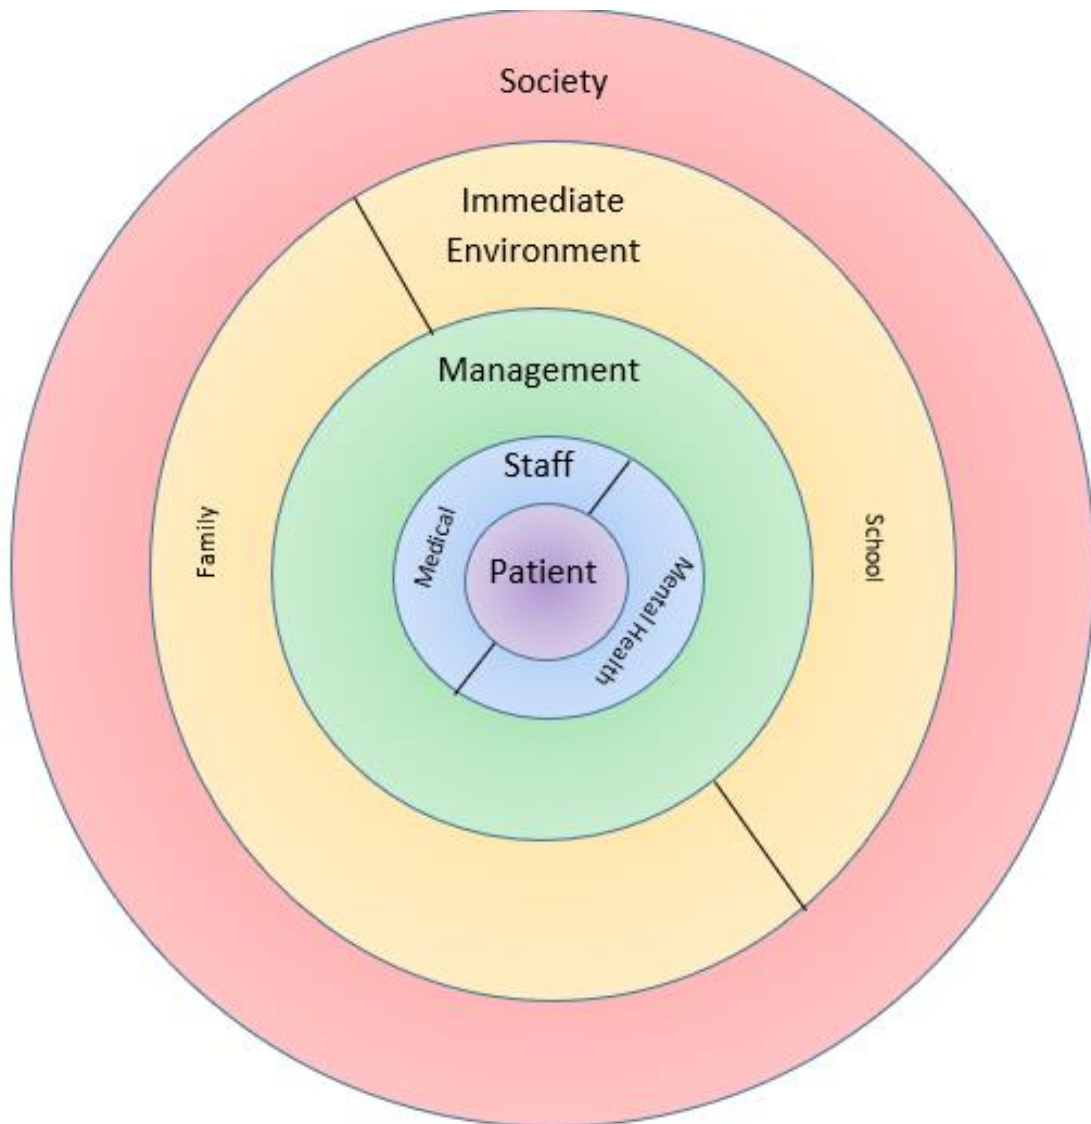 Society
Immediate
Environment
Management
Staff
Medical
Mental Health
Patient
Family
School